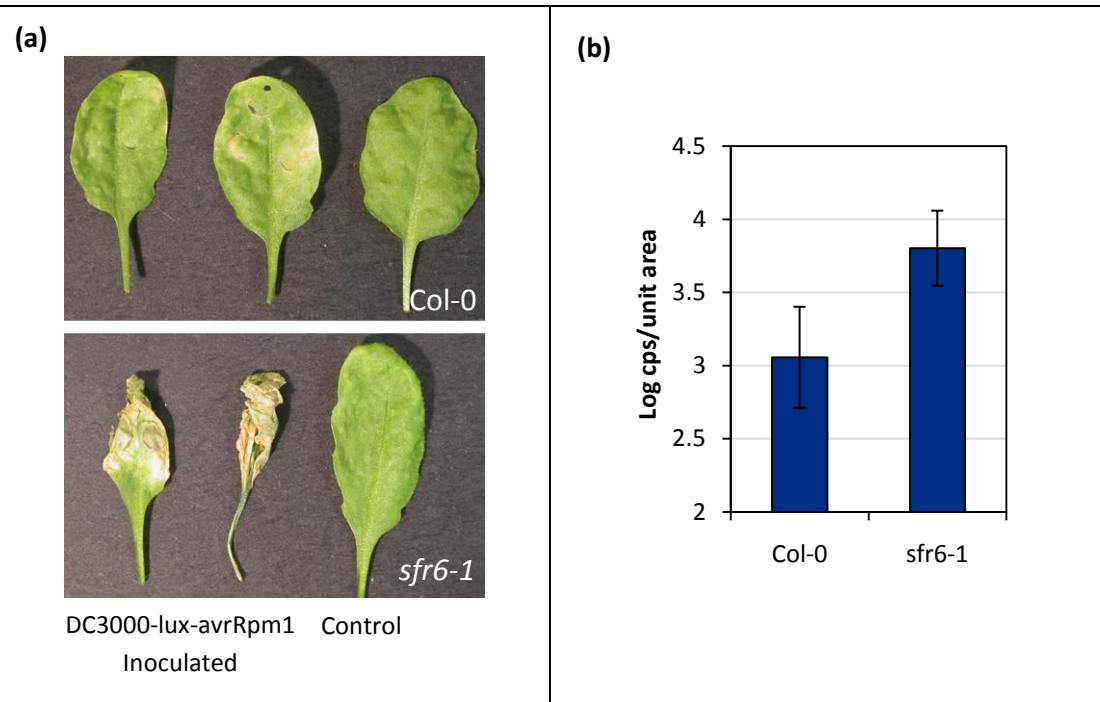 (a)
Col-0
sfr6-1
DC3000-lux-avrRpm1 Control
Inoculated
(b)
4.5
4
3.5
3
2.5
2
Log cps/unit area
Col-0 sfr6-1